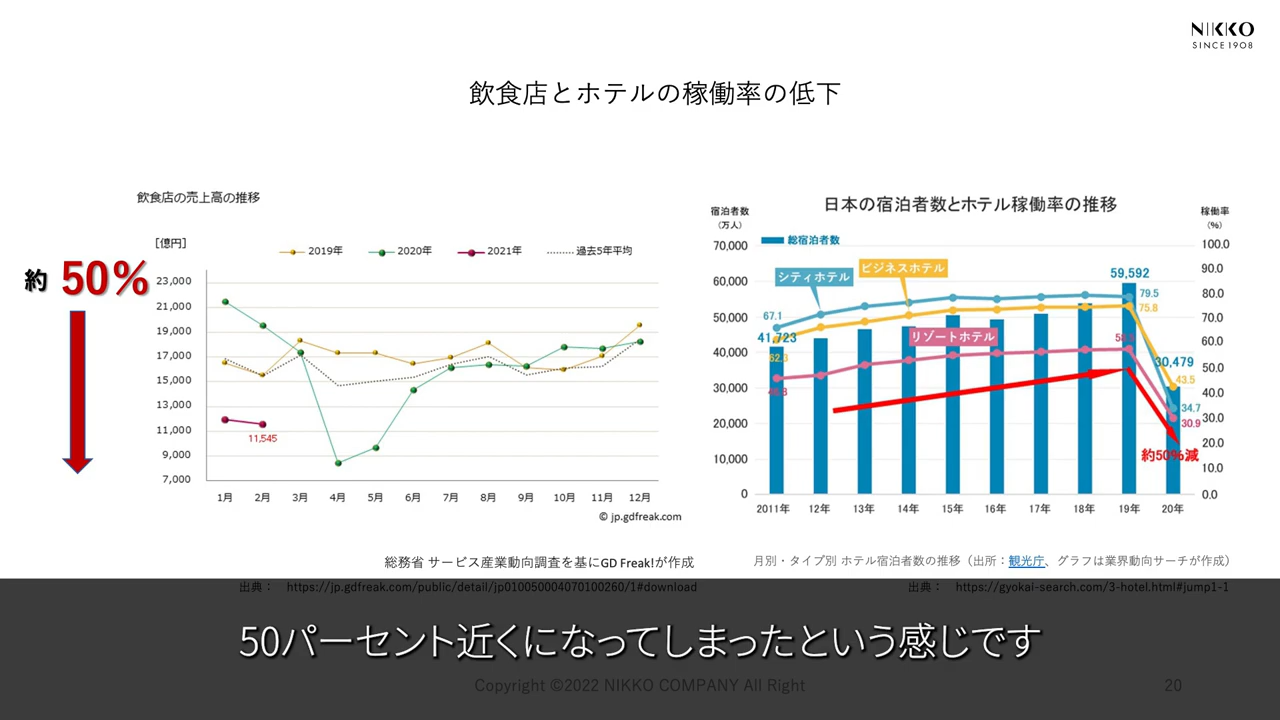 NIKKO
SINCE 1908
飲食店とホテルの稼働率の低下
飲食店の売上高の推移
[億円]
2019年 2020年 2021年 過去5年平均
約 50%
23,000
21,000
19,000
17,000
15,000
13,000
11,000
9,000
7,000
11,545
1月 2月 3月 4月 5月 6月 7月 8月 9月 10月 11月 12月
© jp.gdfreak.com
総務省 サービス産業動向調査を基にGD Freak!が作成
出典： https://jp.gdfreak.com/public/detail/jp010050004070100260/1#download
日本の宿泊者数とホテル稼働率の推移
宿泊者数
(万人)
稼働率
(%)
総宿泊者数
シティホテル
ビジネスホテル
リゾートホテル
70,000
60,000
50,000
40,000
30,000
20,000
10,000
0
100.0
90.0
80.0
70.0
60.0
50.0
40.0
30.0
20.0
10.0
0.0
67.1
41,723
62.3
59,592
79.5
75.8
30,479
43.5
34.7
30.9
約50%減
2011年 12年 13年 14年 15年 16年 17年 18年 19年 20年
月別・タイプ別 ホテル宿泊者数の推移（出所：観光庁、グラフは業界動向サーチが作成）
出典： https://gyokai-search.com/3-hotel.html#jump1-1
50パーセント近くになってしまったという感じです
Copyright ©2022 NIKKO COMPANY All Right
20